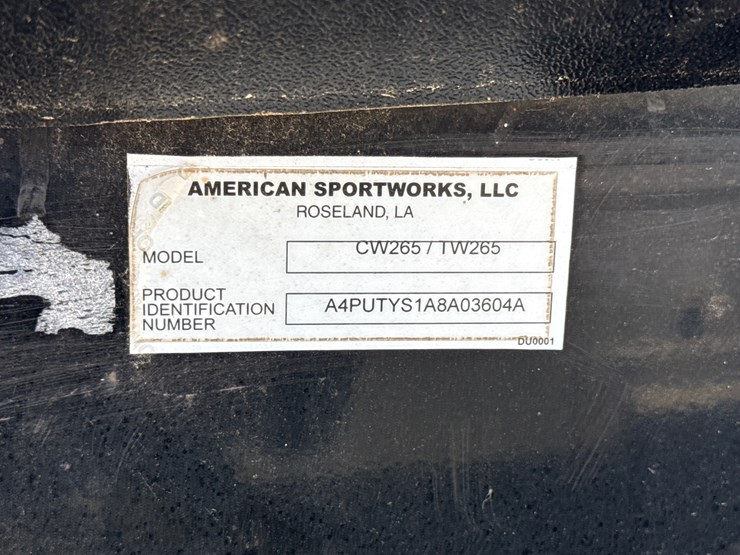 AMERICAN SPORTWORKS, LLC
ROSELAND, LA
MODEL
CW265 / TW265
PRODUCT
IDENTIFICATION
NUMBER
A4PUTYS1A8A03604A
DU0001